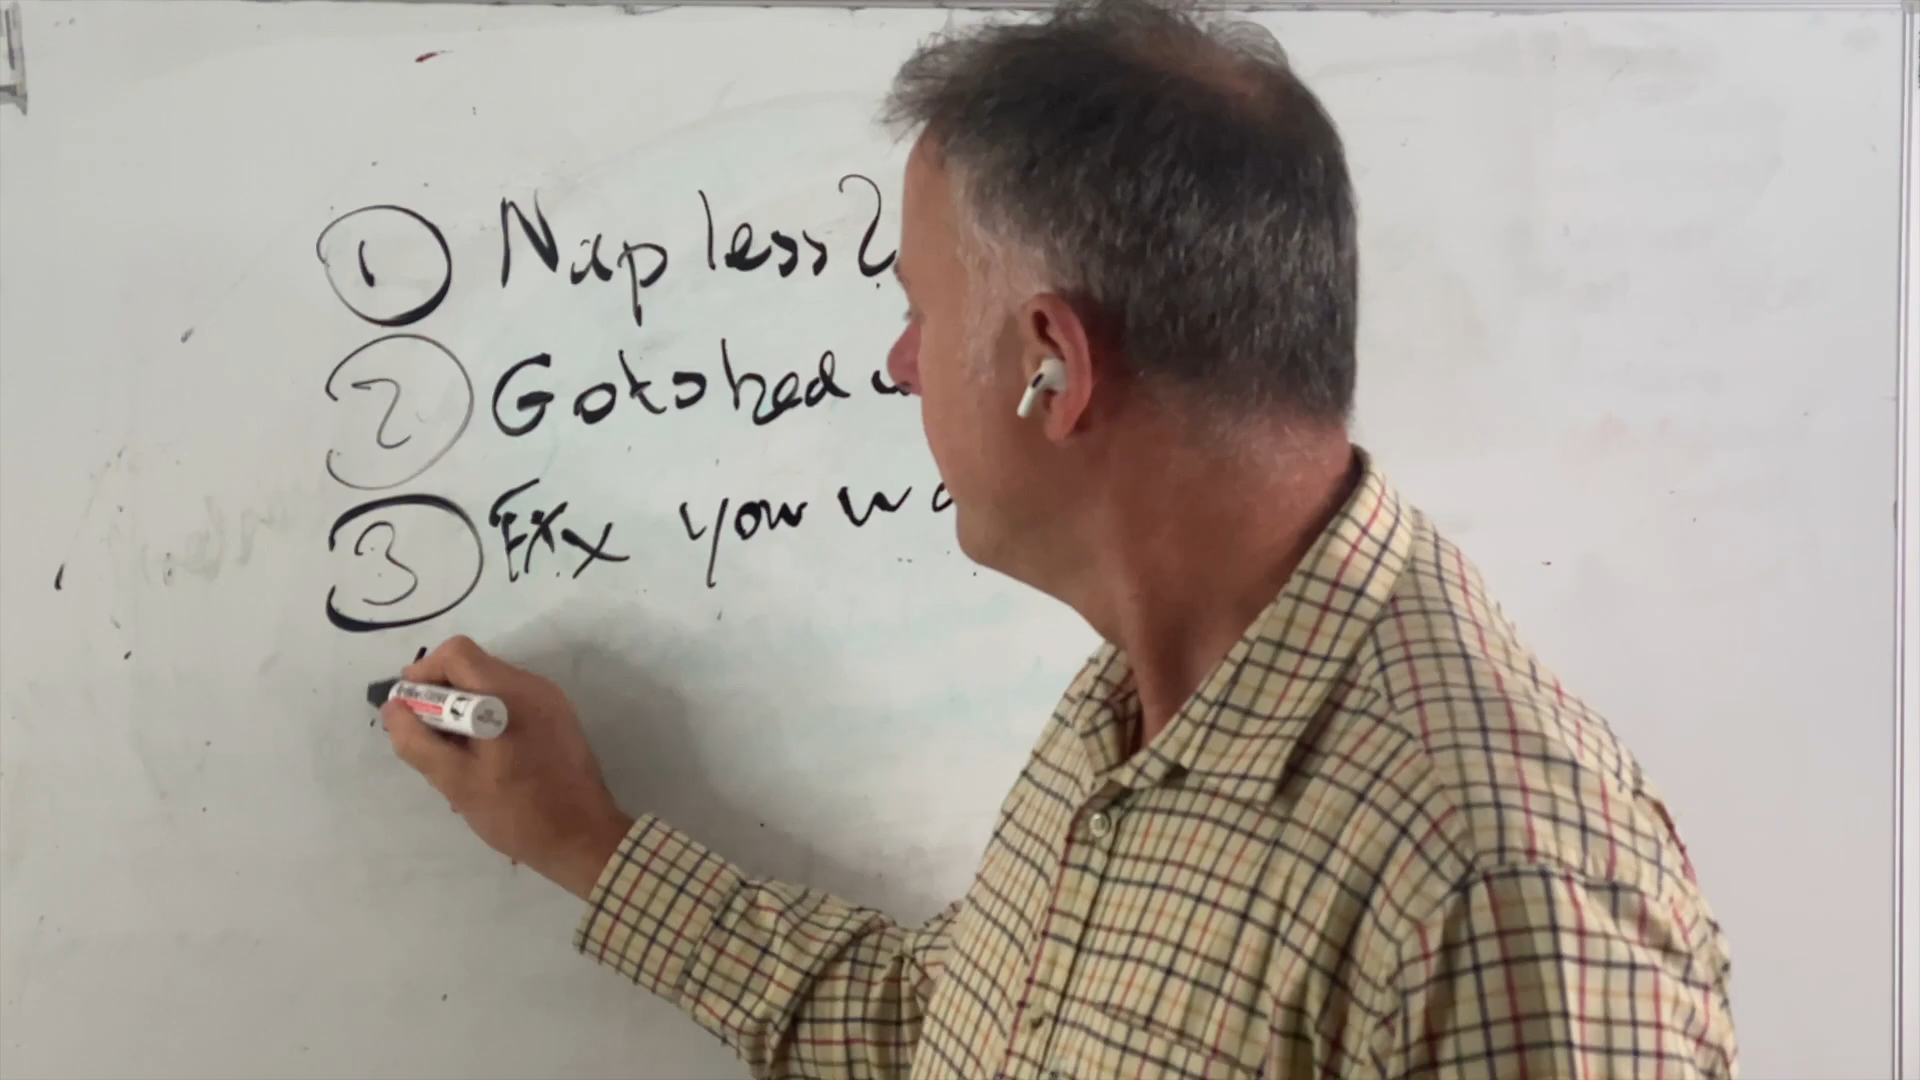 ① Nap less?
② Go to bed
③ Fix your